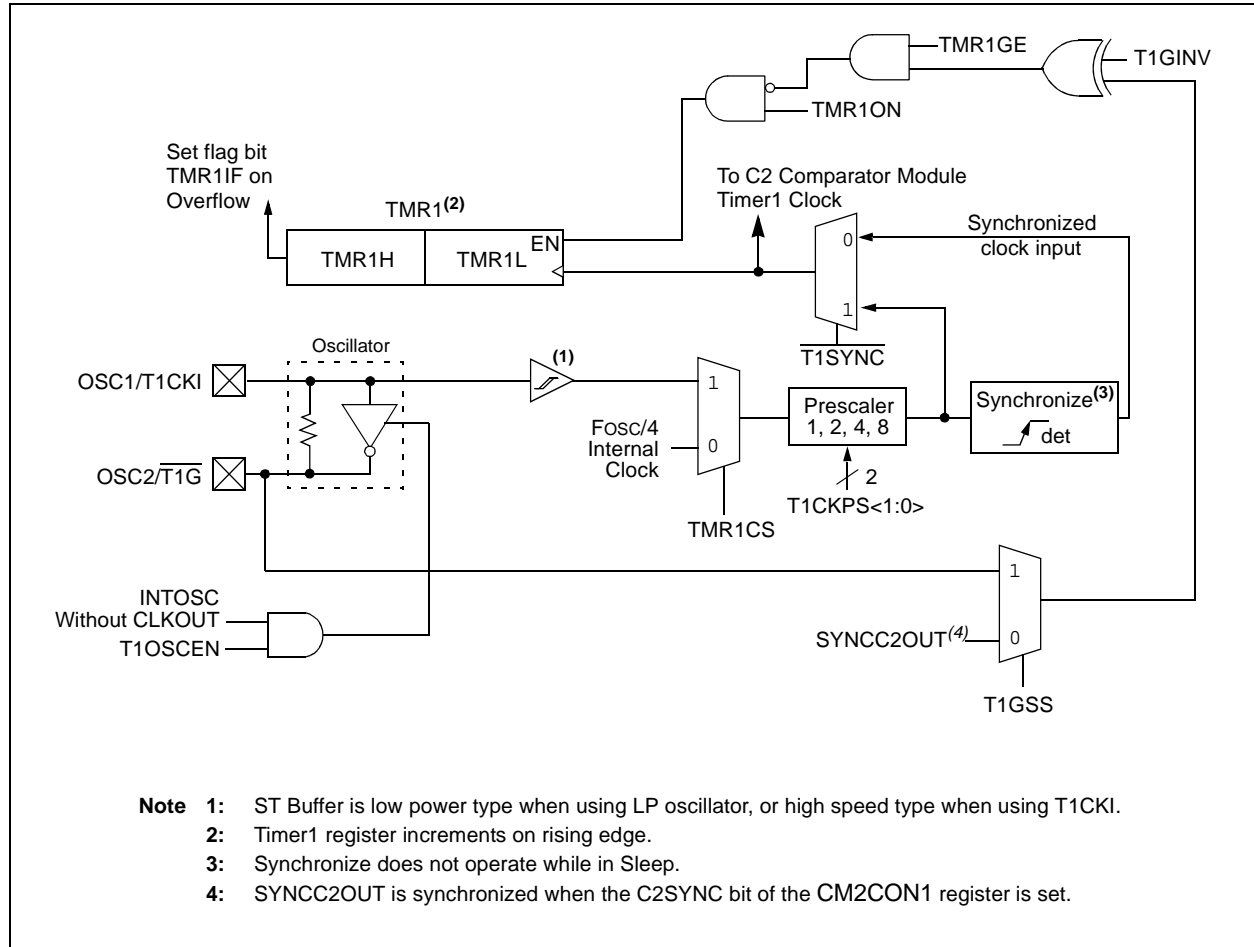 TMR1GE
T1GINV
TMR1ON
Set flag bit
TMR1IF on
Overflow
To C2 Comparator Module
Timer1 Clock
TMR1(2)
EN
TMR1H
TMR1L
0
1
Synchronized
clock input
T1SYNC
Oscillator
(1)
OSC1/T1CKI
1
0
FOSC/4
Internal
Clock
Prescaler
1, 2, 4, 8
Synchronize(3)
det
OSC2/T1G
2
T1CKPS<1:0>
TMR1CS
INTOSC
Without CLKOUT
T1OSCEN
1
0
SYNCC2OUT(4)
T1GSS
Note 1: ST Buffer is low power type when using LP oscillator, or high speed type when using T1CKI.
2: Timer1 register increments on rising edge.
3: Synchronize does not operate while in Sleep.
4: SYNCC2OUT is synchronized when the C2SYNC bit of the CM2CON1 register is set.